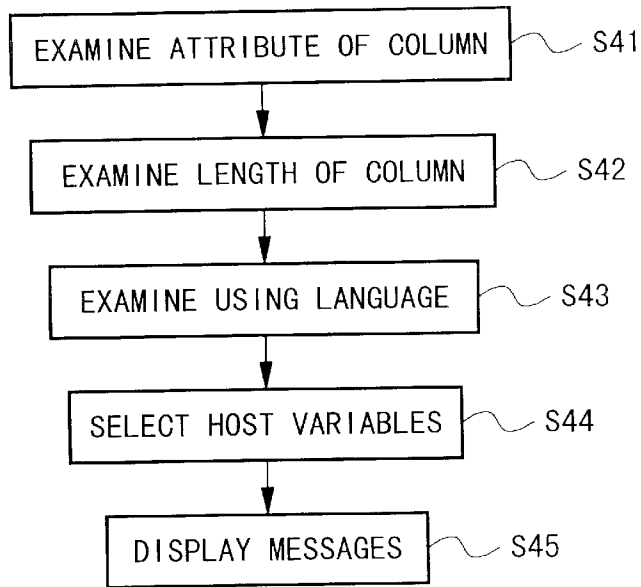 EXAMINE ATTRIBUTE OF COLUMN S41
EXAMINE LENGTH OF COLUMN S42
EXAMINE USING LANGUAGE S43
SELECT HOST VARIABLES S44
DISPLAY MESSAGES S45